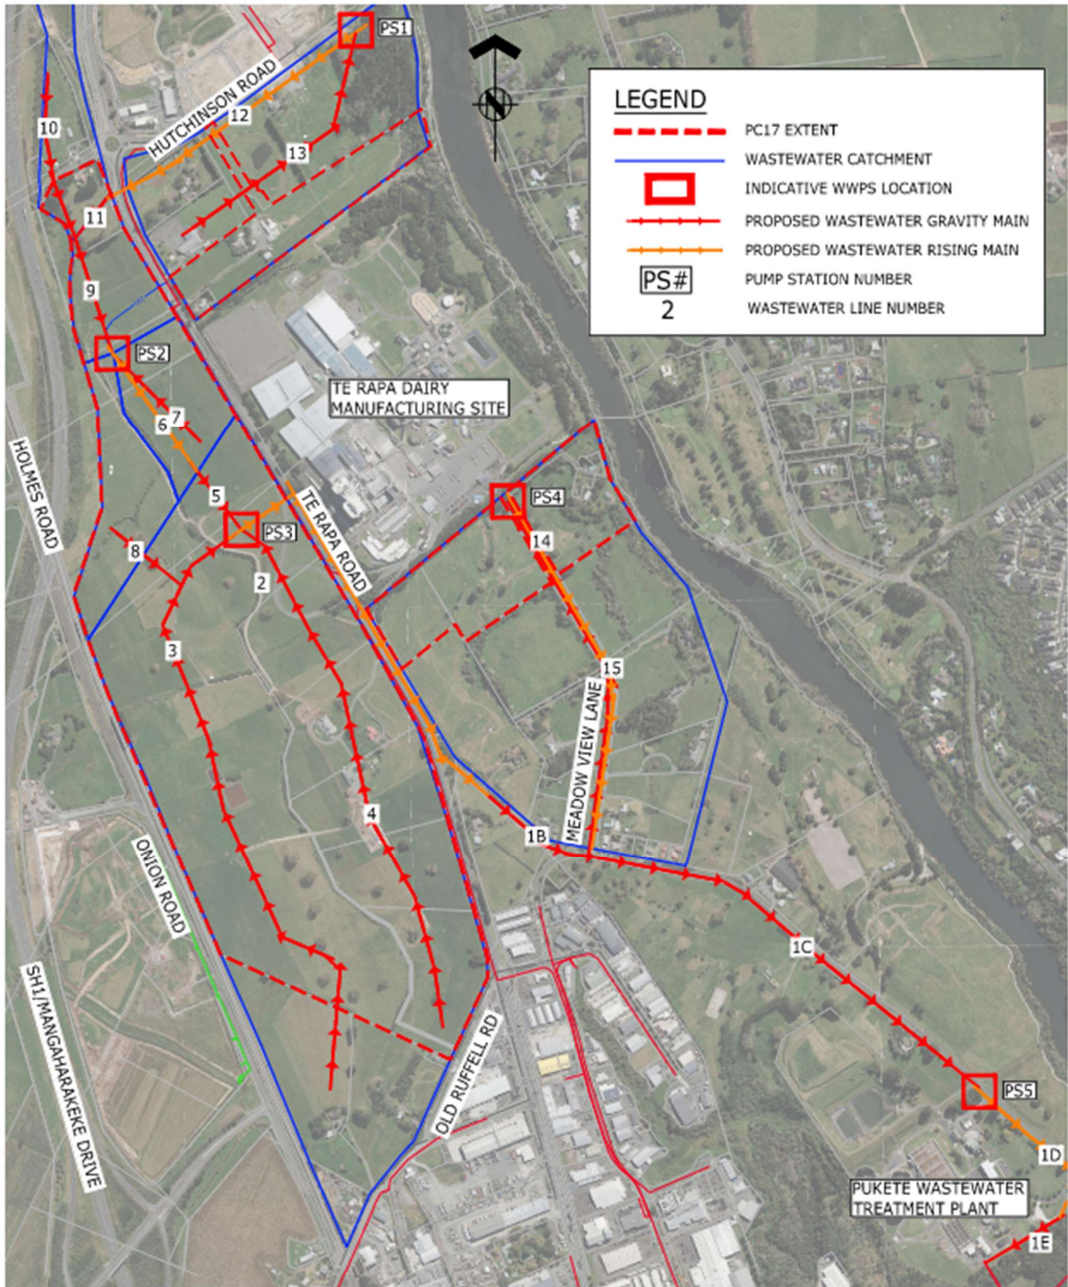 PS1
HUTCHINSON ROAD
10
12
13
11
9
PS2
7
6
5
PS3
8
2
3
4
HOLMES ROAD
TE RAPA ROAD
TE RAPA DAIRY
MANUFACTURING SITE
N
LEGEND
PC17 EXTENT
WASTEWATER CATCHMENT
INDICATIVE WWPS LOCATION
PROPOSED WASTEWATER GRAVITY MAIN
PROPOSED WASTEWATER RISING MAIN
PS#
PUMP STATION NUMBER
2
WASTEWATER LINE NUMBER
PS4
14
15
MEADOW VIEW LANE
1B
1C
PS5
1D
PUKETE WASTEWATER
TREATMENT PLANT
1E
ONION ROAD
SH1/MANGAHARAKEKE DRIVE
OLD RUFFELL RD